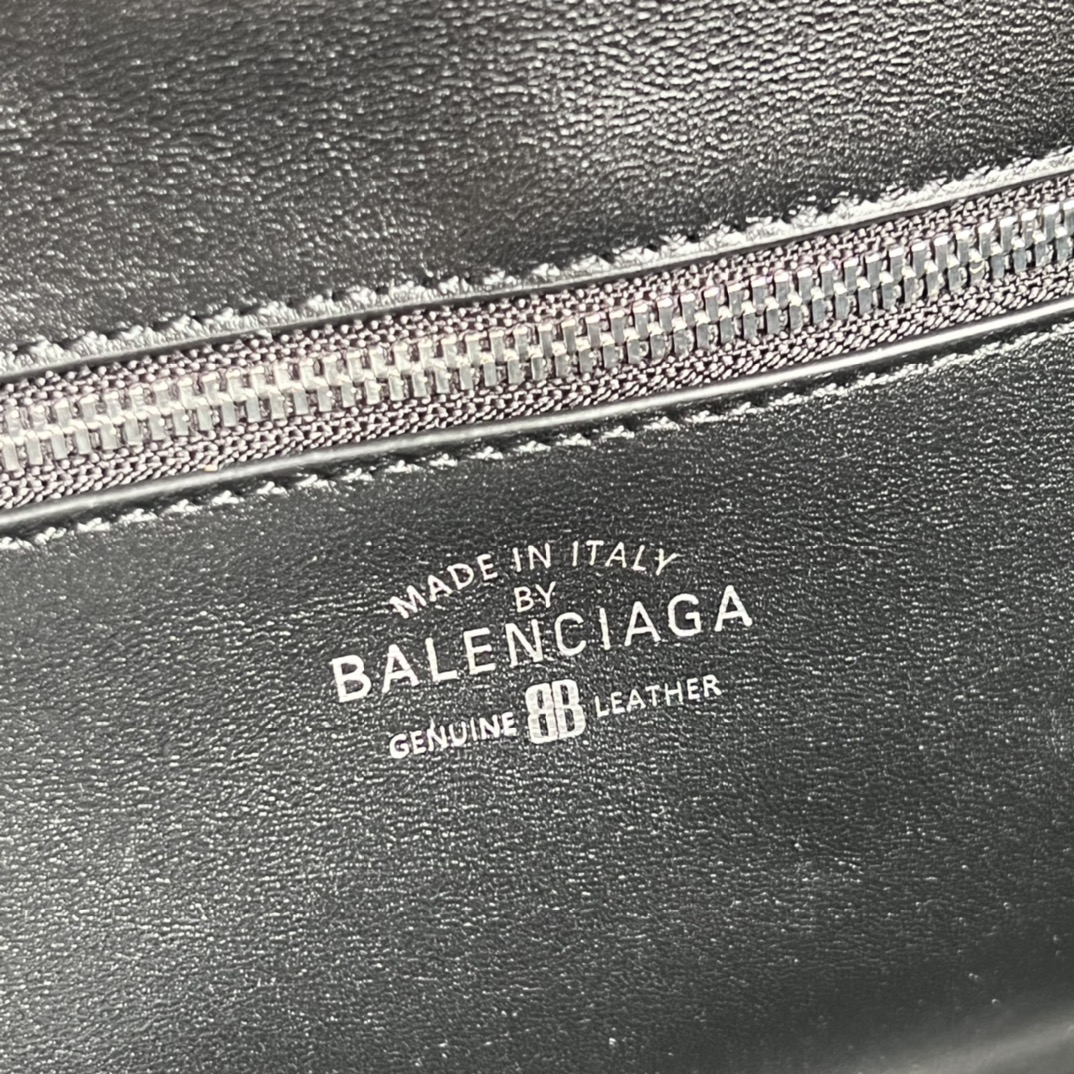 MADE IN ITALY
BY
BALENCIAGA
GENUINE BB LEATHER